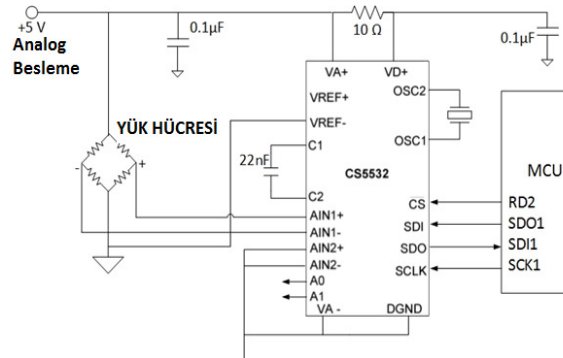 +5 V
Analog
Besleme
0.1µF
10 Ω
0.1µF
YÜK HÜCRESİ
-
+
22nF
VA+
VD+
VREF+
VREF-
C1
C2
AIN1+
AIN1-
AIN2+
AIN2-
A0
A1
VA -
DGND
CS5532
OSC2
OSC1
CS
SDI
SDO
SCLK
MCU
RD2
SDO1
SDI1
SCK1